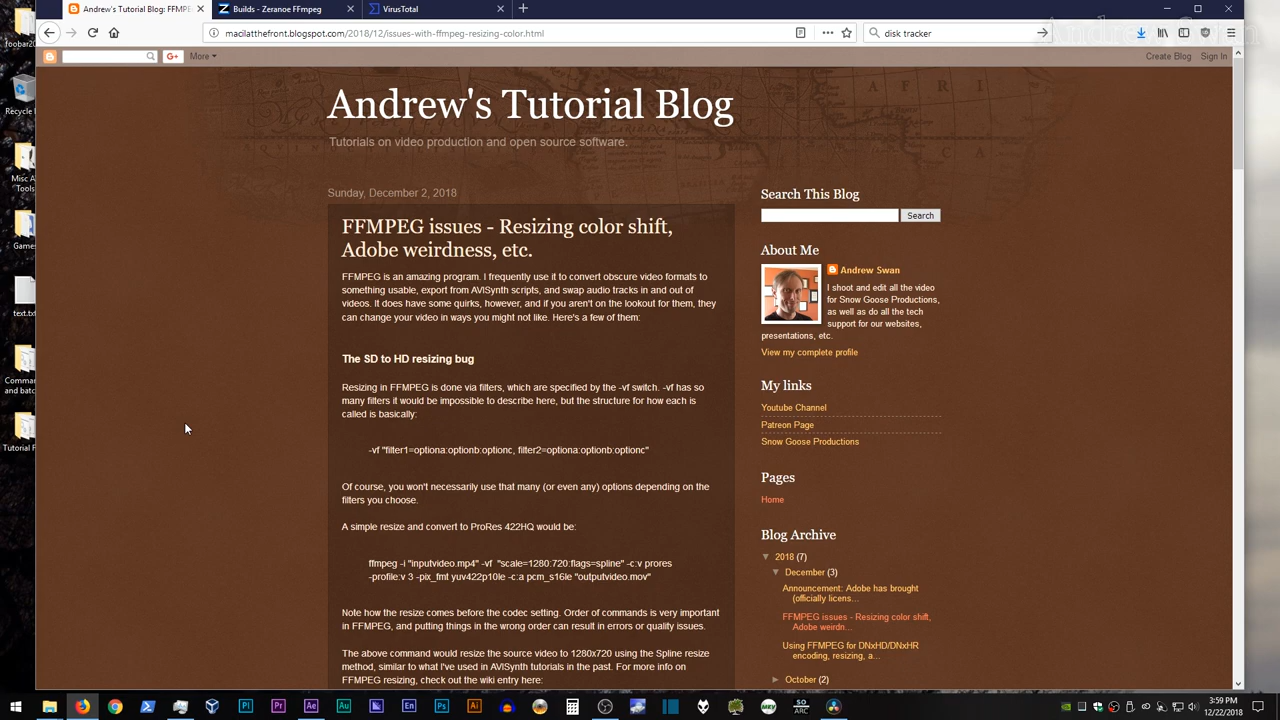 Andrew's Tutorial Blog: FFMPE
Builds - Zeranoe FFmpeg
VirusTotal
macilatthefront.blogspot.com/2018/12/issues-with-ffmpeg-resizing-color.html
disk tracker
More
Create Blog
Sign In
Andrew's Tutorial Blog
Tutorials on video production and open source software.
Sunday, December 2, 2018
FFMPEG issues - Resizing color shift,
Adobe weirdness, etc.
FFMPEG is an amazing program. I frequently use it to convert obscure video formats to
something usable, export from AVISynth scripts, and swap audio tracks in and out of
videos. It does have some quirks, however, and if you aren't on the lookout for them, they
can change your video in ways you might not like. Here's a few of them:
The SD to HD resizing bug
Resizing in FFMPEG is done via filters, which are specified by the -vf switch. -vf has so
many filters it would be impossible to describe here, but the structure for how each is
called is basically:
-vf "filter1=optiona:optionb:optionc, filter2=optiona:optionb:optionc"
Of course, you won't necessarily use that many (or even any) options depending on the
filters you choose.
A simple resize and convert to ProRes 422HQ would be:
ffmpeg -i "inputvideo.mp4" -vf "scale=1280:720:flags=spline" -c:v prores
-profile:v 3 -pix_fmt yuv422p10le -c:a pcm_s16le "outputvideo.mov"
Note how the resize comes before the codec setting. Order of commands is very important
in FFMPEG, and putting things in the wrong order can result in errors or quality issues.
The above command would resize the source video to 1280x720 using the Spline resize
method, similar to what I've used in AVISynth tutorials in the past. For more info on
FFMPEG resizing, check out the wiki entry here:
Search This Blog
Search
About Me
Andrew Swan
I shoot and edit all the video
for Snow Goose Productions,
as well as do all the tech
support for our websites,
presentations, etc.
View my complete profile
My links
Youtube Channel
Patreon Page
Snow Goose Productions
Pages
Home
Blog Archive
2018 (7)
December (3)
Announcement: Adobe has brought
(officially licens...
FFMPEG issues - Resizing color shift,
Adobe weirdn...
Using FFMPEG for DNxHD/DNxHR
encoding, resizing, a...
October (2)
foobar2
Misc A
Tools
Games
text.tx
Comman
and batc
Tutorial F
3:59 PM
12/22/2018